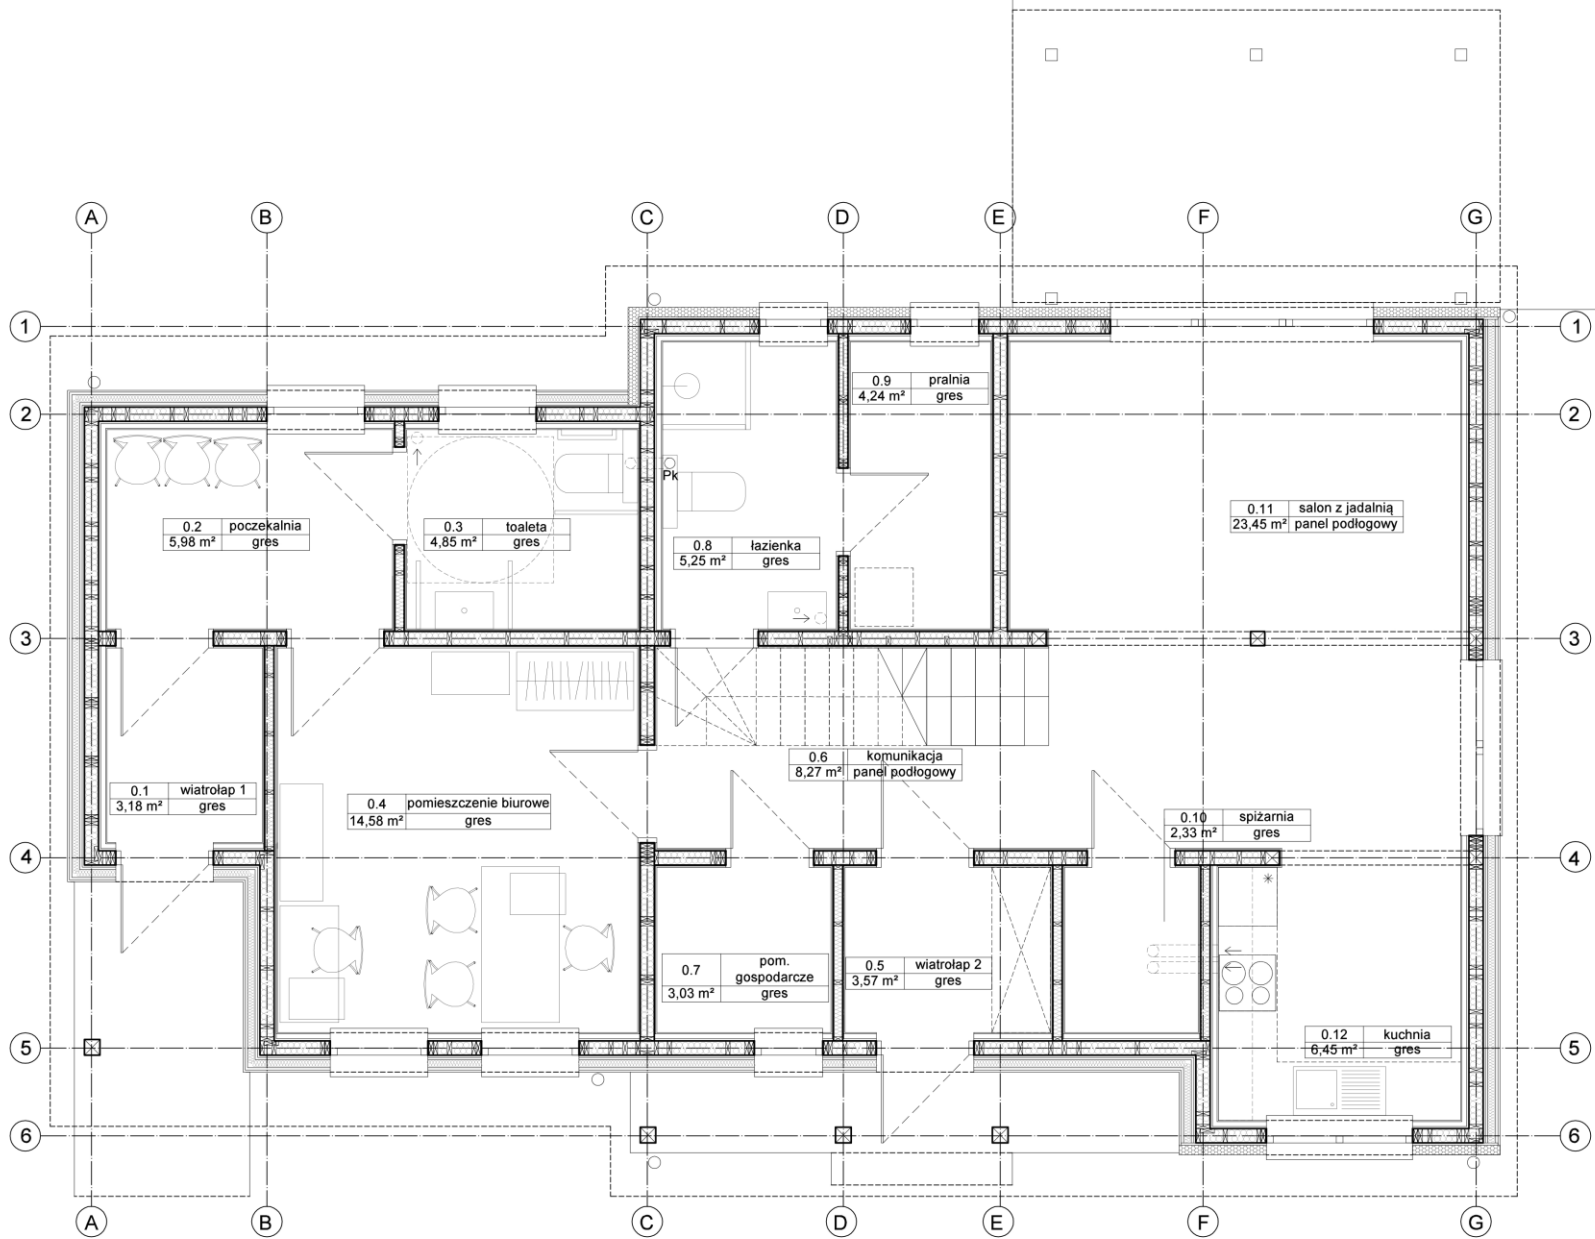 A B C D E F G
1 1
0.9 pralnia
4,24 m² gres
2 2
Pk
0.11 salon z jadalnią
23,45 m² panel podłogowy
0.2 poczekalnia
5,98 m² gres
0.3 toaleta
4,85 m² gres
0.8 łazienka
5,25 m² gres
3 3
0.6 komunikacja
8,27 m² panel podłogowy
0.1 wiatrołap 1
3,18 m² gres
0.4 pomieszczenie biurowe
14,58 m² gres
0.10 spiżarnia
2,33 m² gres
4 4
0.7 pom. gospodarcze
3,03 m² gres
0.5 wiatrołap 2
3,57 m² gres
0.12 kuchnia
6,45 m² gres
5 5
6 6
A B C D E F G